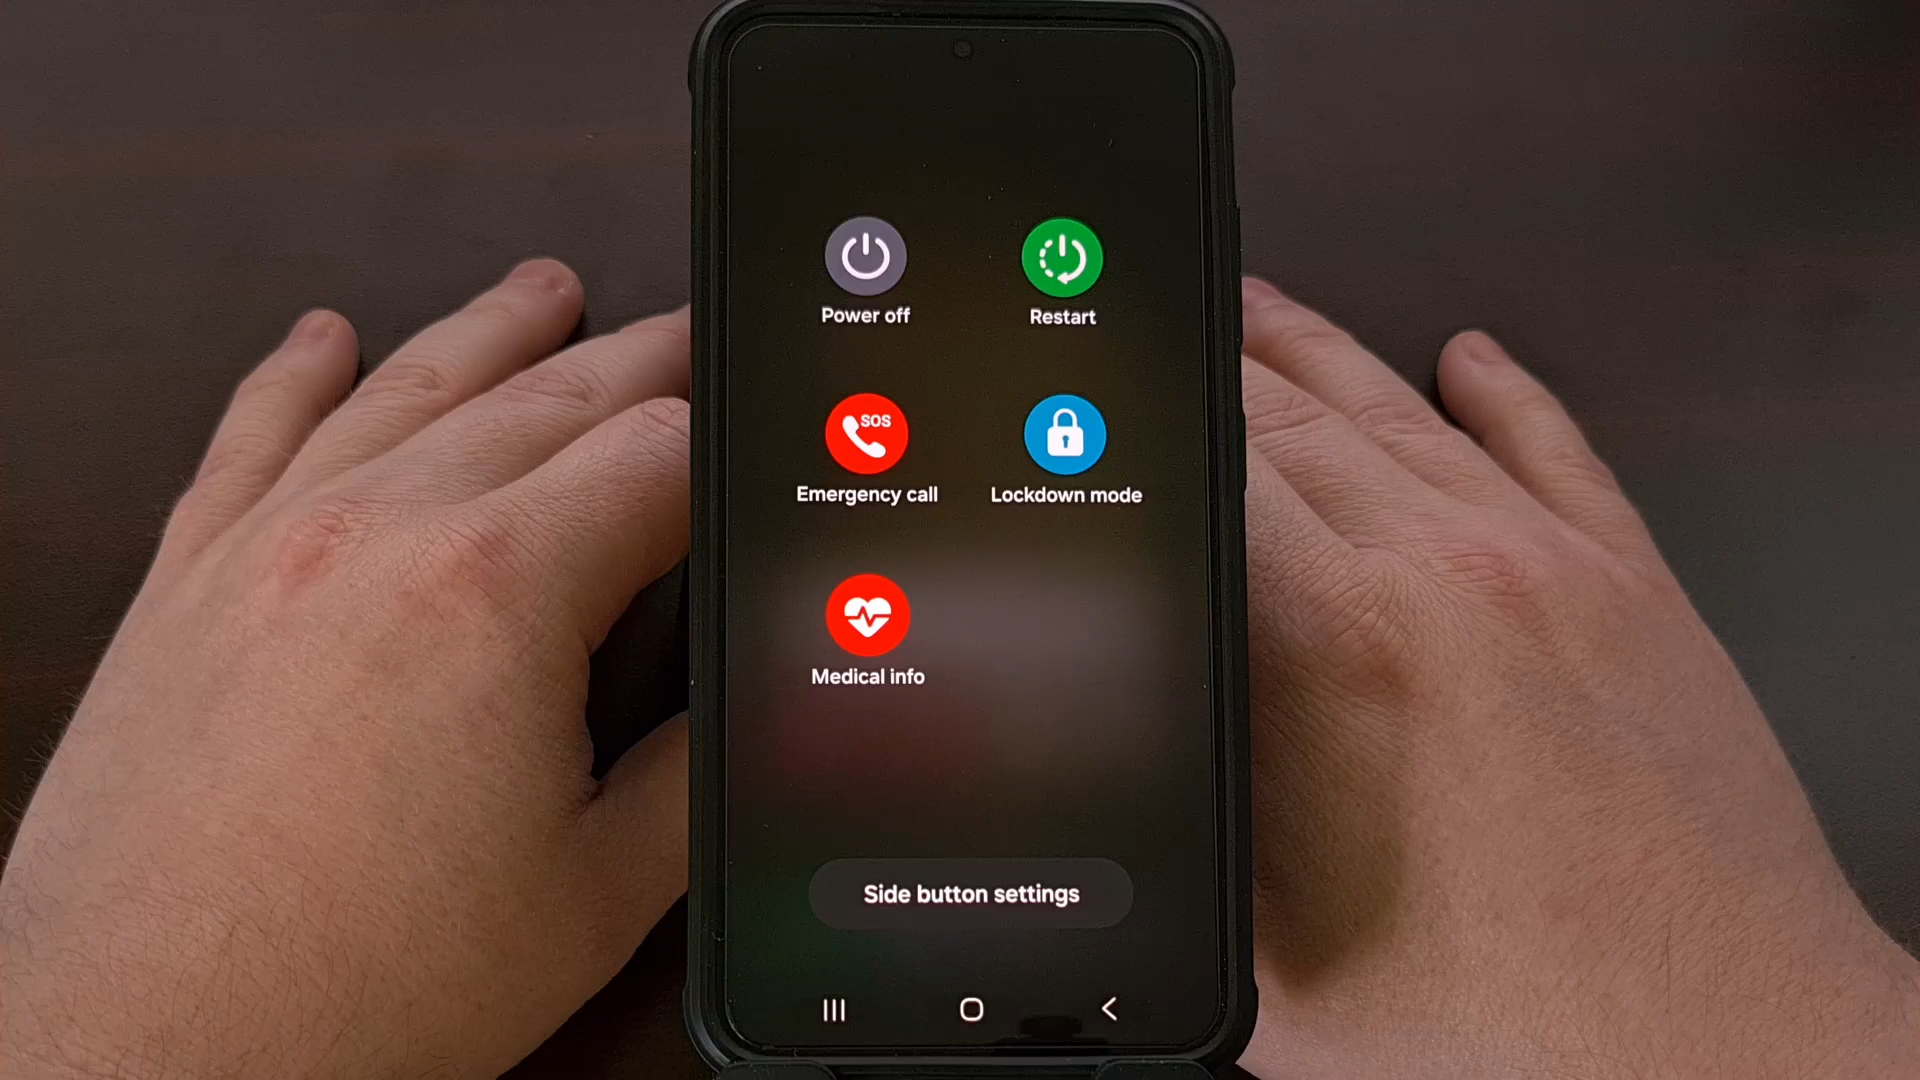 Power off
Restart
SOS
Emergency call
Lockdown mode
Medical info
Side button settings